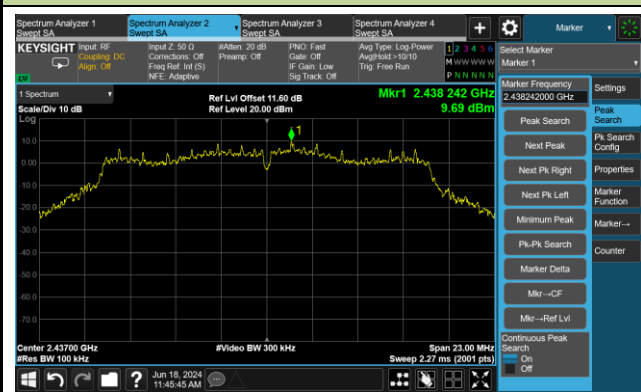 Spectrum Analyzer 1
Swept SA
Spectrum Analyzer 2
Swept SA
Spectrum Analyzer 3
Swept SA
Spectrum Analyzer 4
Swept SA
Marker
KEYSIGHT
Input: RF
Coupling: DC
Align: Off
Input Z: 50 Ω
Corrections: Off
Freq Ref: Int (S)
NFE: Adaptive
#Atten: 20 dB
Preamp: Off
PNO: Fast
Gate: Off
IF Gain: Low
Sig Track: Off
Avg Type: Log-Power
Avg|Hold:>10/10
Trig: Free Run
1 2 3 4 5 6
M W W W W W
P N N N N N
Select Marker
Marker 1
1 Spectrum
Scale/Div 10 dB
Log
Ref Lvl Offset 11.60 dB
Ref Level 20.00 dBm
Mkr1 2.438 242 GHz
9.69 dBm
1
10.0
0.00
-10.0
-20.0
-30.0
-40.0
-50.0
-60.0
-70.0
Center 2.43700 GHz
#Res BW 100 kHz
#Video BW 300 kHz
Span 23.00 MHz
Sweep 2.27 ms (2001 pts)
Marker Frequency
2.438242000 GHz
Peak Search
Next Peak
Next Pk Right
Next Pk Left
Minimum Peak
Pk-Pk Search
Marker Delta
Mkr→CF
Mkr→Ref Lvl
Continuous Peak
Search
On
Off
Settings
Peak
Search
Pk Search
Config
Properties
Marker
Function
Marker→
Counter
Jun 18, 2024
11:45:45 AM